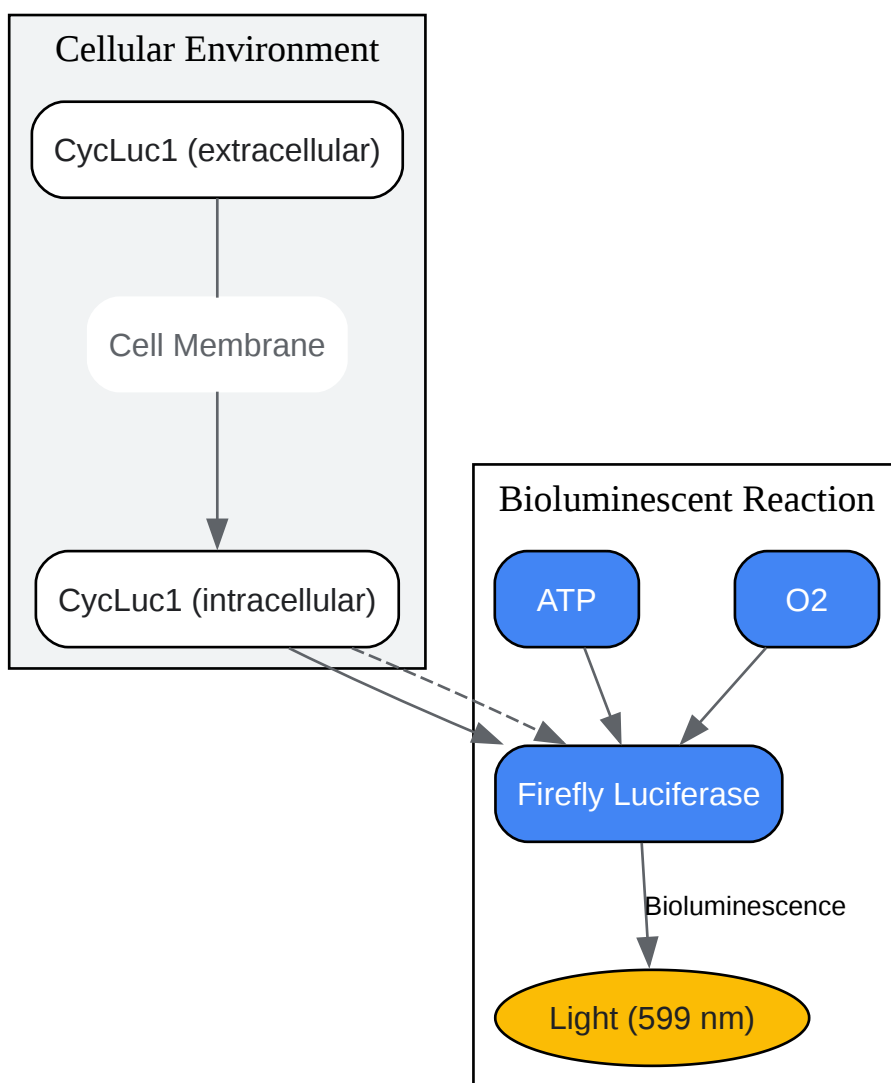 Cellular Environment
CycLuc1 (extracellular)
Cell Membrane
CycLuc1 (intracellular)
Bioluminescent Reaction
ATP
O2
Firefly Luciferase
Bioluminescence
Light (599 nm)